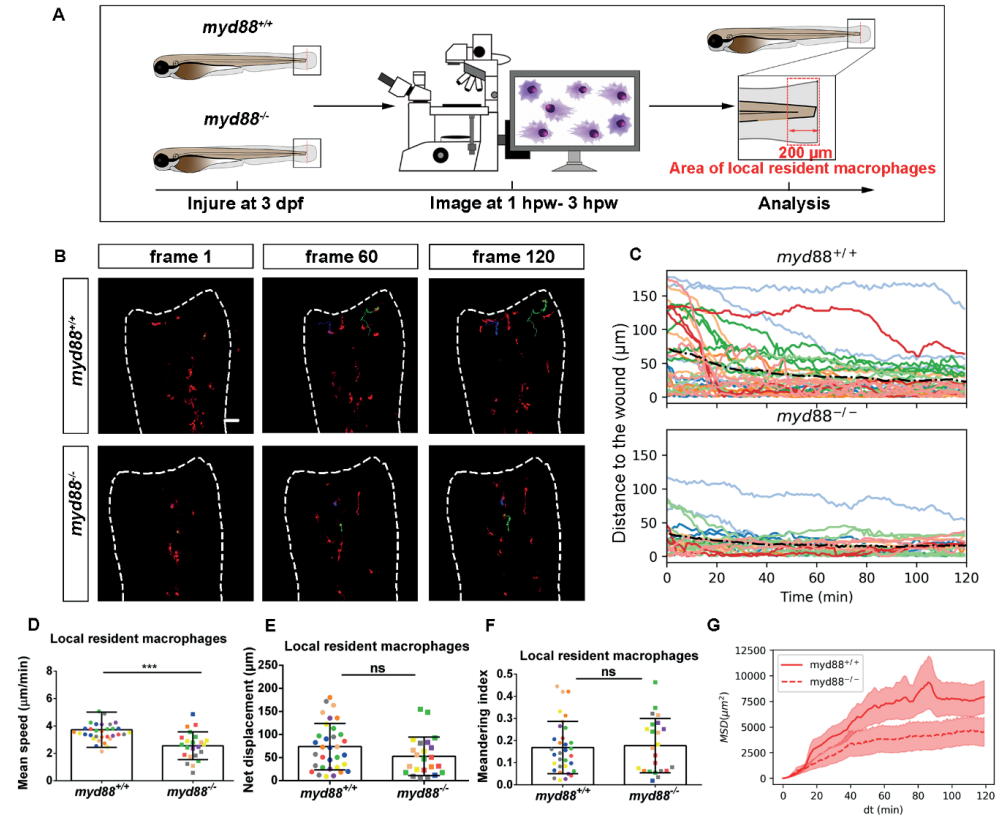 A
myd88+/+
myd88-/-
200 µm
Area of local resident macrophages
Injure at 3 dpf
Image at 1 hpw- 3 hpw
Analysis
B
frame 1
frame 60
frame 120
myd88+/+
myd88-/-
C
myd88+/+
150
100
50
0
myd88−/−
150
100
50
0
Distance to the wound (µm)
0
20
40
60
80
100
120
Time (min)
D
Local resident macrophages
***
8
6
4
2
0
Mean speed (µm/min)
myd88+/+
myd88-/-
E
Local resident macrophages
ns
250
200
150
100
50
0
Net displacement (µm)
myd88+/+
myd88-/-
F
Local resident macrophages
ns
0.5
0.4
0.3
0.2
0.1
0.0
Meandering index
myd88+/+
myd88-/-
G
12500
10000
7500
5000
2500
0
MSD(µm²)
myd88+/+
myd88−/−
0
20
40
60
80
100
120
dt (min)